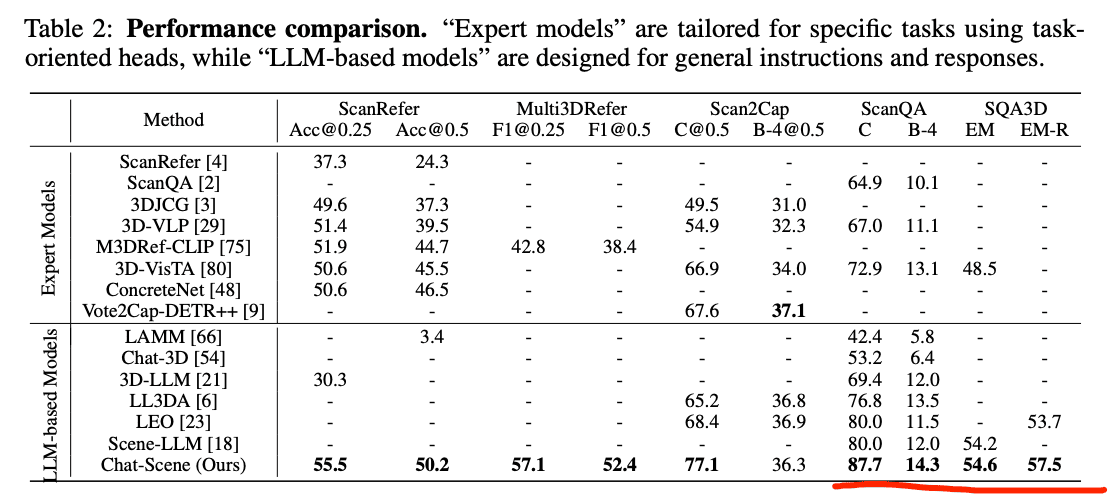 Table 2: Performance comparison. “Expert models” are tailored for specific tasks using task-
oriented heads, while “LLM-based models” are designed for general instructions and responses.
Method ScanRefer Multi3DRefer Scan2Cap ScanQA SQA3D
Acc@0.25 Acc@0.5 F1@0.25 F1@0.5 C@0.5 B-4@0.5 C B-4 EM EM-R
Expert Models
ScanRefer [4] 37.3 24.3 - - - - - - - -
ScanQA [2] - - - - - - 64.9 10.1 - -
3DJCG [3] 49.6 37.3 - - 49.5 31.0 - - - -
3D-VLP [29] 51.4 39.5 - - 54.9 32.3 67.0 11.1 - -
M3DRef-CLIP [75] 51.9 44.7 42.8 38.4 - - - - - -
3D-VisTA [80] 50.6 45.5 - - 66.9 34.0 72.9 13.1 48.5 -
ConcreteNet [48] 50.6 46.5 - - - - - - - -
Vote2Cap-DETR++ [9] - - - - 67.6 37.1 - - - -
LLM-based Models
LAMM [66] - 3.4 - - - - 42.4 5.8 - -
Chat-3D [54] - - - - - - 53.2 6.4 - -
3D-LLM [21] 30.3 - - - - - 69.4 12.0 - -
LL3DA [6] - - - - 65.2 36.8 76.8 13.5 - -
LEO [23] - - - - 68.4 36.9 80.0 11.5 - 53.7
Scene-LLM [18] - - - - - - 80.0 12.0 54.2 -
Chat-Scene (Ours) 55.5 50.2 57.1 52.4 77.1 36.3 87.7 14.3 54.6 57.5